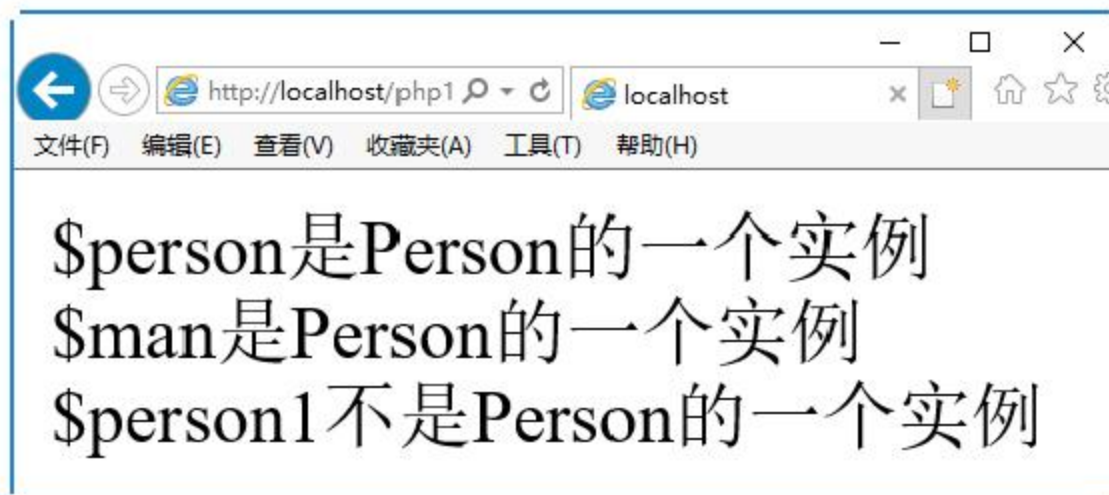 http://localhost/php1
localhost
文件(F) 编辑(E) 查看(V) 收藏夹(A) 工具(T) 帮助(H)
$person是Person的一个实例
$man是Person的一个实例
$person1不是Person的一个实例